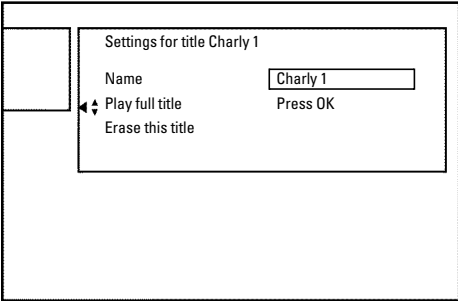 Settings for title Charly 1
Name Charly 1
Play full title Press OK
Erase this title